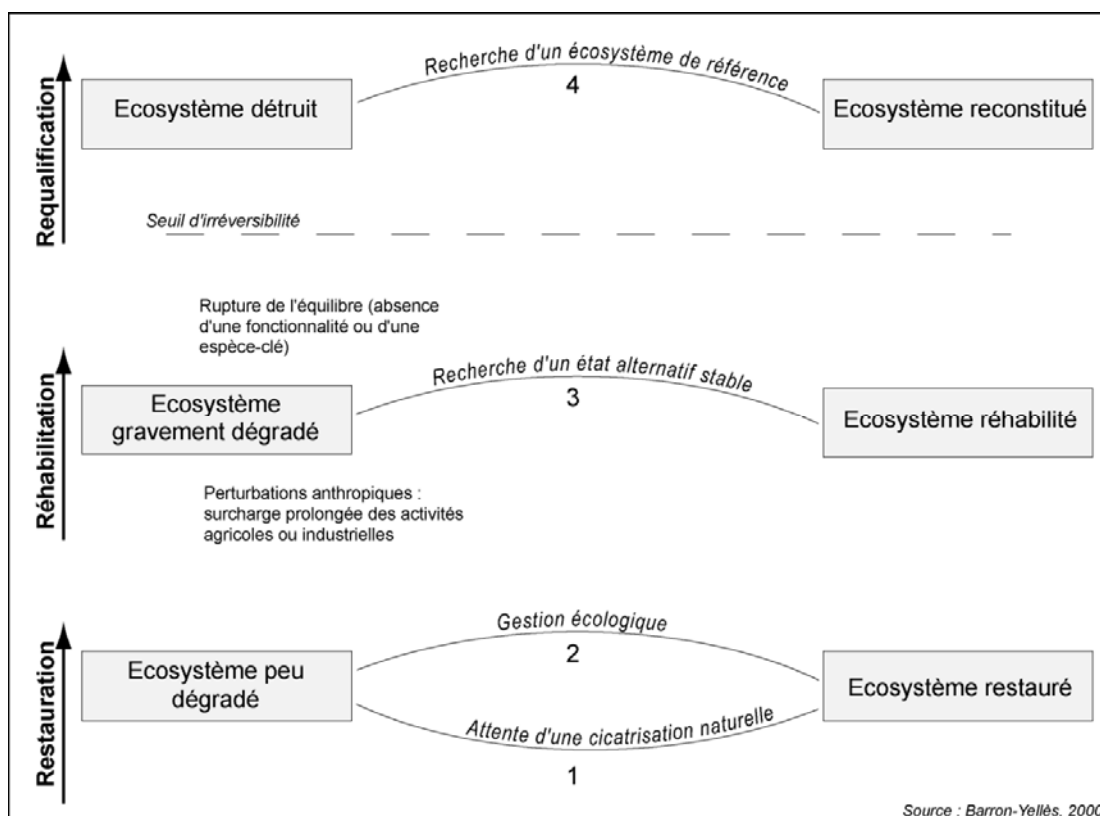 Requalification
Ecosystème détruit
Recherche d'un écosystème de référence
4
Ecosystème reconstitué
Seuil d'irréversibilité
Rupture de l'équilibre (absence
d'une fonctionnalité ou d'une
espèce-clé)
Réhabilitation
Ecosystème
gravement dégradé
Recherche d'un état alternatif stable
3
Ecosystème réhabilité
Perturbations anthropiques :
surcharge prolongée des activités
agricoles ou industrielles
Restauration
Ecosystème peu
dégradé
Gestion écologique
2
Ecosystème restauré
Attente d'une cicatrisation naturelle
1
Source : Barron-Yellès, 2000